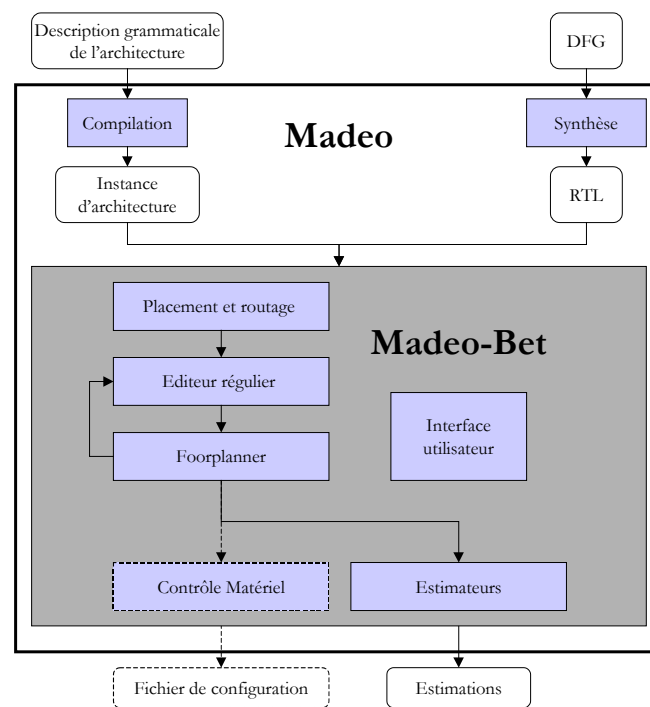 Description grammaticale
de l'architecture
DFG
Compilation
Madeo
Synthèse
Instance
d'architecture
RTL
Placement et routage
Madeo-Bet
Editeur régulier
Interface
utilisateur
Foorplanner
Contrôle Matériel
Estimateurs
Fichier de configuration
Estimations